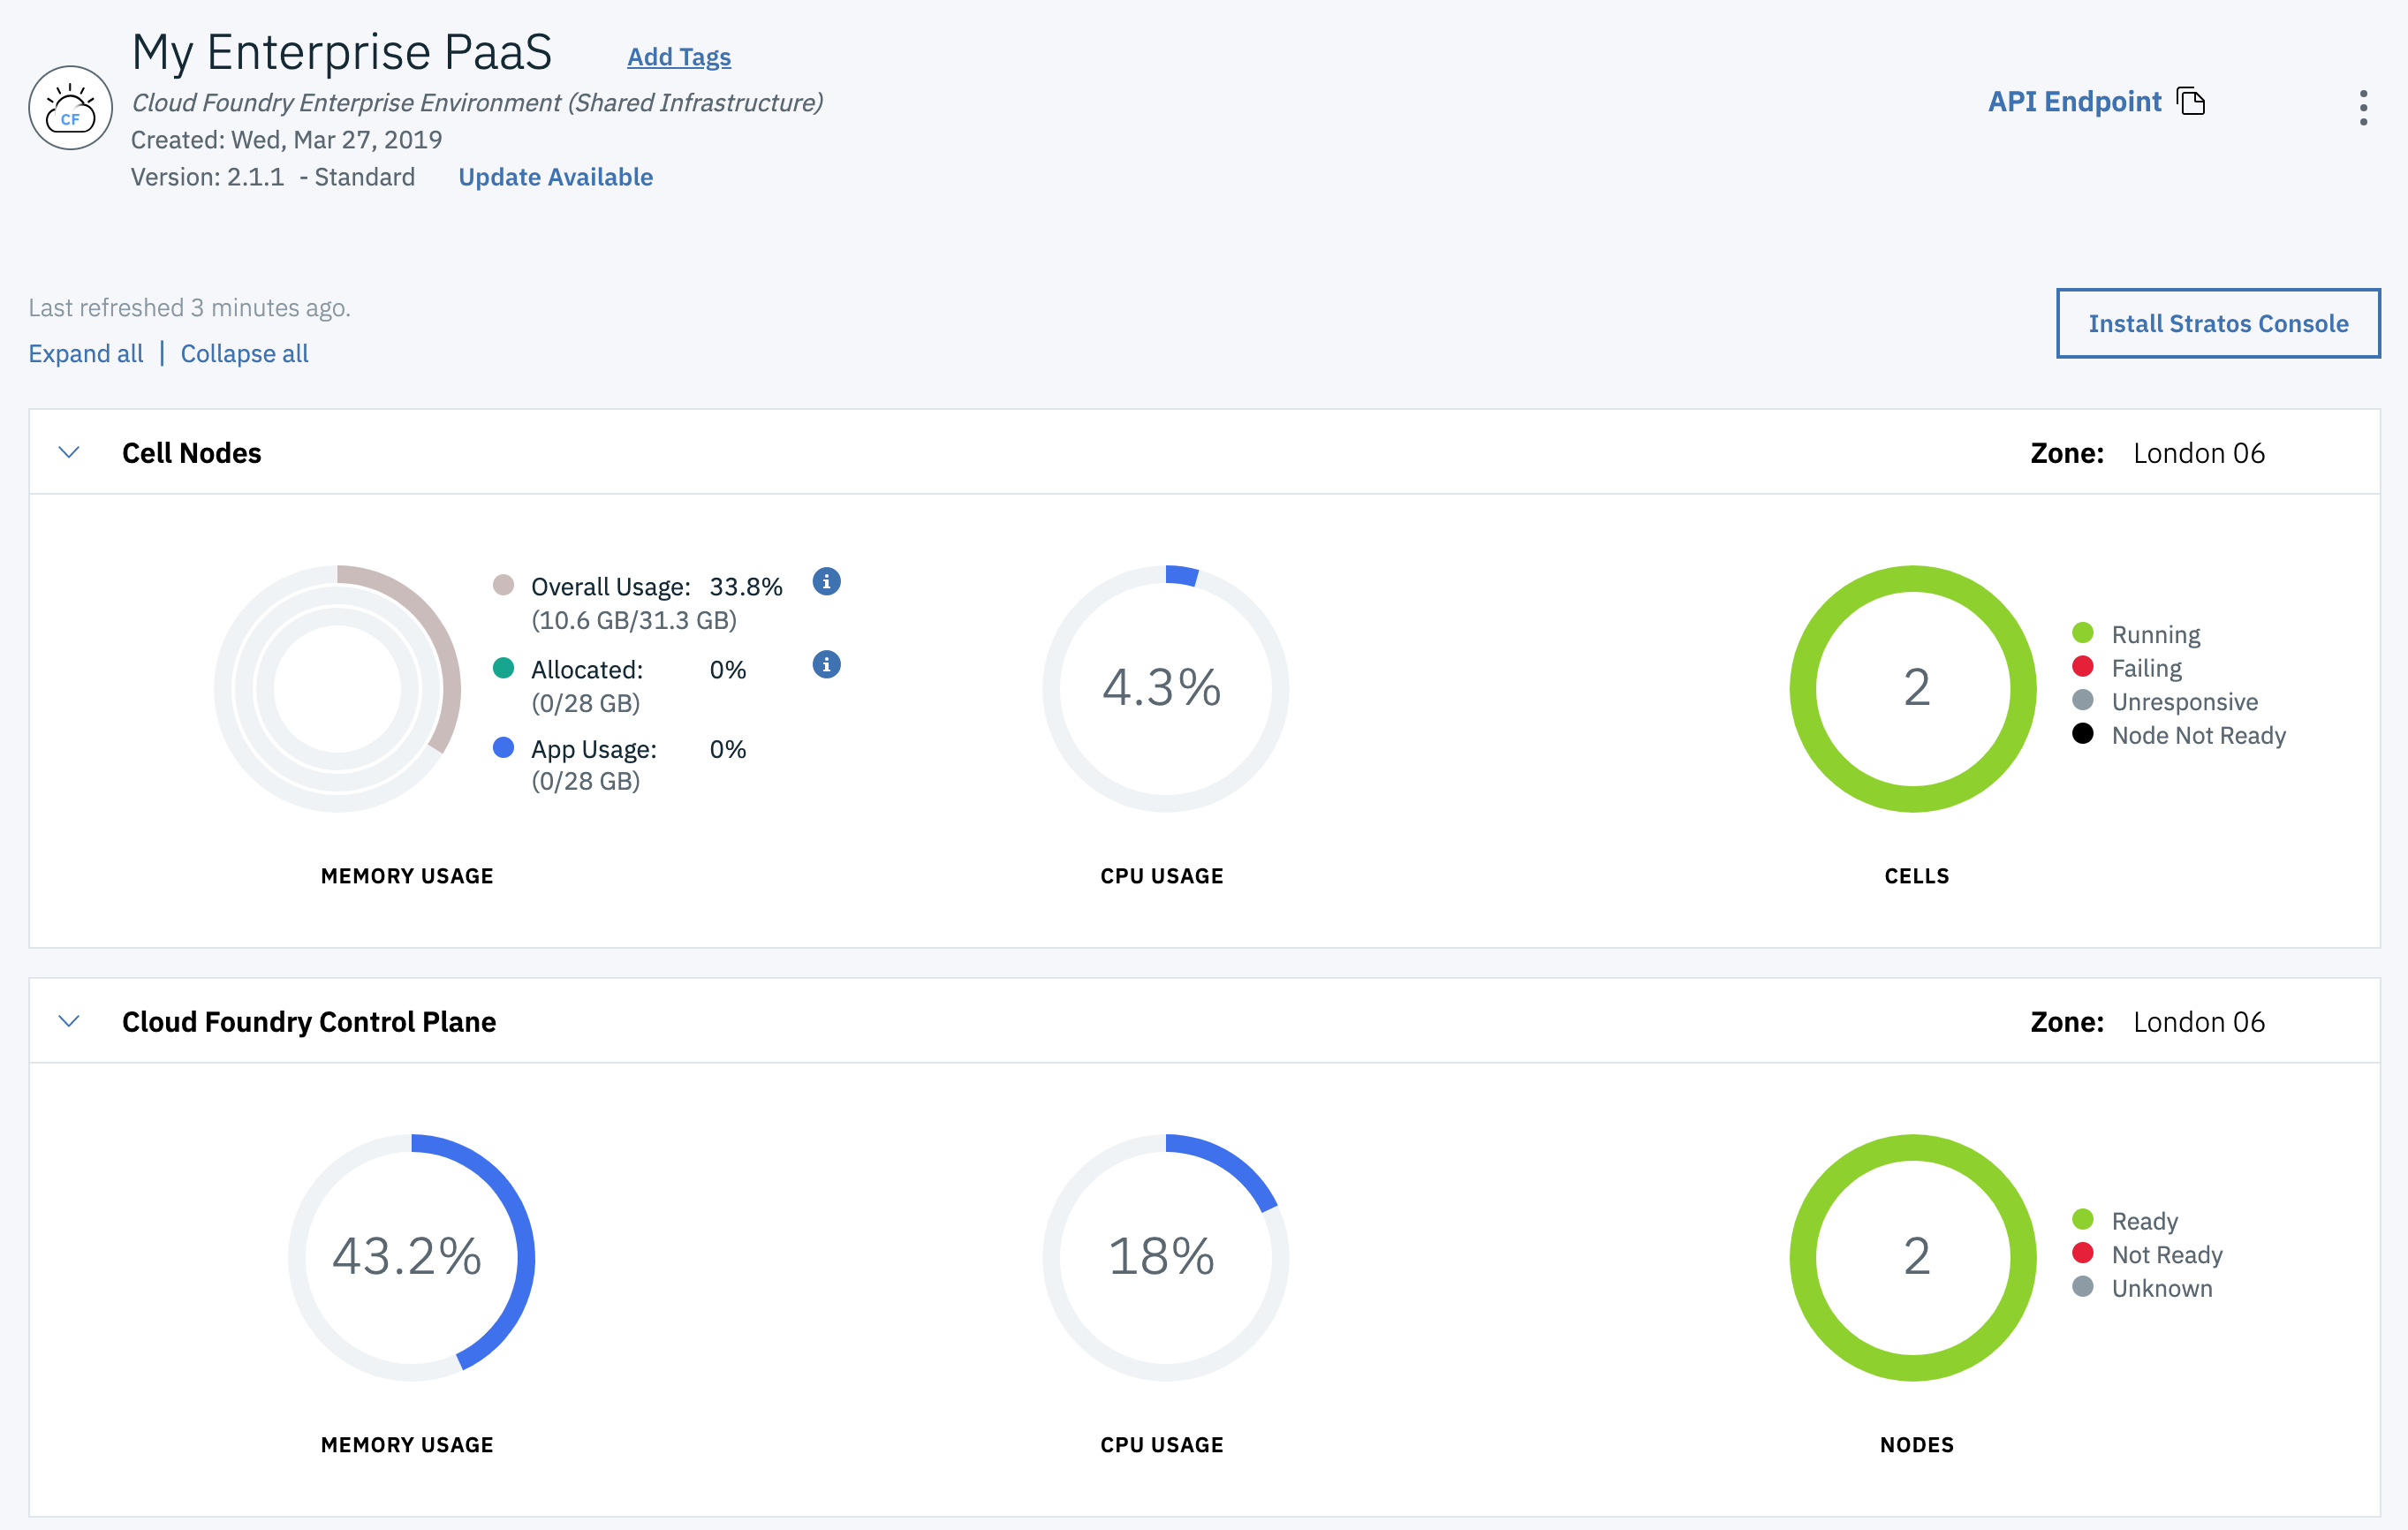 My Enterprise PaaS Add Tags
CF
Cloud Foundry Enterprise Environment (Shared Infrastructure)
API Endpoint
Created: Wed, Mar 27, 2019
Version: 2.1.1 - Standard Update Available
Last refreshed 3 minutes ago.
Install Stratos Console
Expand all | Collapse all
Cell Nodes Zone: London 06
Overall Usage: 33.8% i
(10.6 GB/31.3 GB)
Allocated: 0% i
(0/28 GB)
App Usage: 0%
(0/28 GB)
MEMORY USAGE
4.3%
CPU USAGE
2
Running
Failing
Unresponsive
Node Not Ready
CELLS
Cloud Foundry Control Plane Zone: London 06
43.2%
MEMORY USAGE
18%
CPU USAGE
2
Ready
Not Ready
Unknown
NODES